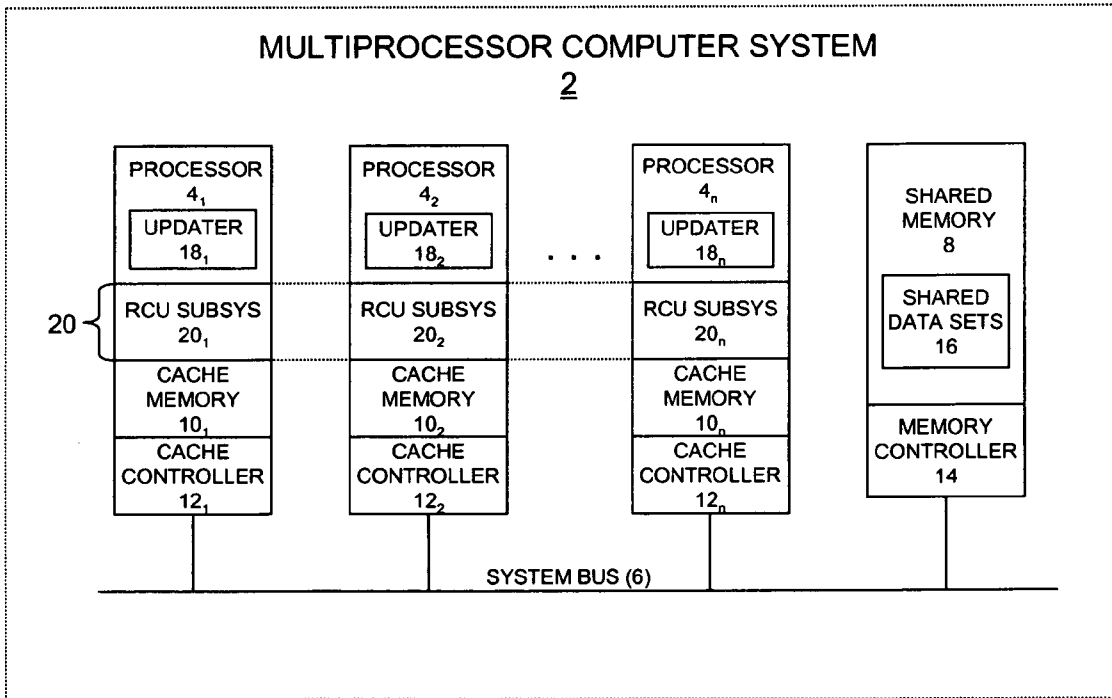 MULTIPROCESSOR COMPUTER SYSTEM
2
PROCESSOR
4₁
UPDATER
18₁
RCU SUBSYS
20₁
CACHE
MEMORY
10₁
CACHE
CONTROLLER
12₁
PROCESSOR
4₂
UPDATER
18₂
RCU SUBSYS
20₂
CACHE
MEMORY
10₂
CACHE
CONTROLLER
12₂
. . .
PROCESSOR
4ₙ
UPDATER
18ₙ
RCU SUBSYS
20ₙ
CACHE
MEMORY
10ₙ
CACHE
CONTROLLER
12ₙ
SHARED
MEMORY
8
SHARED
DATA SETS
16
MEMORY
CONTROLLER
14
20
SYSTEM BUS (6)